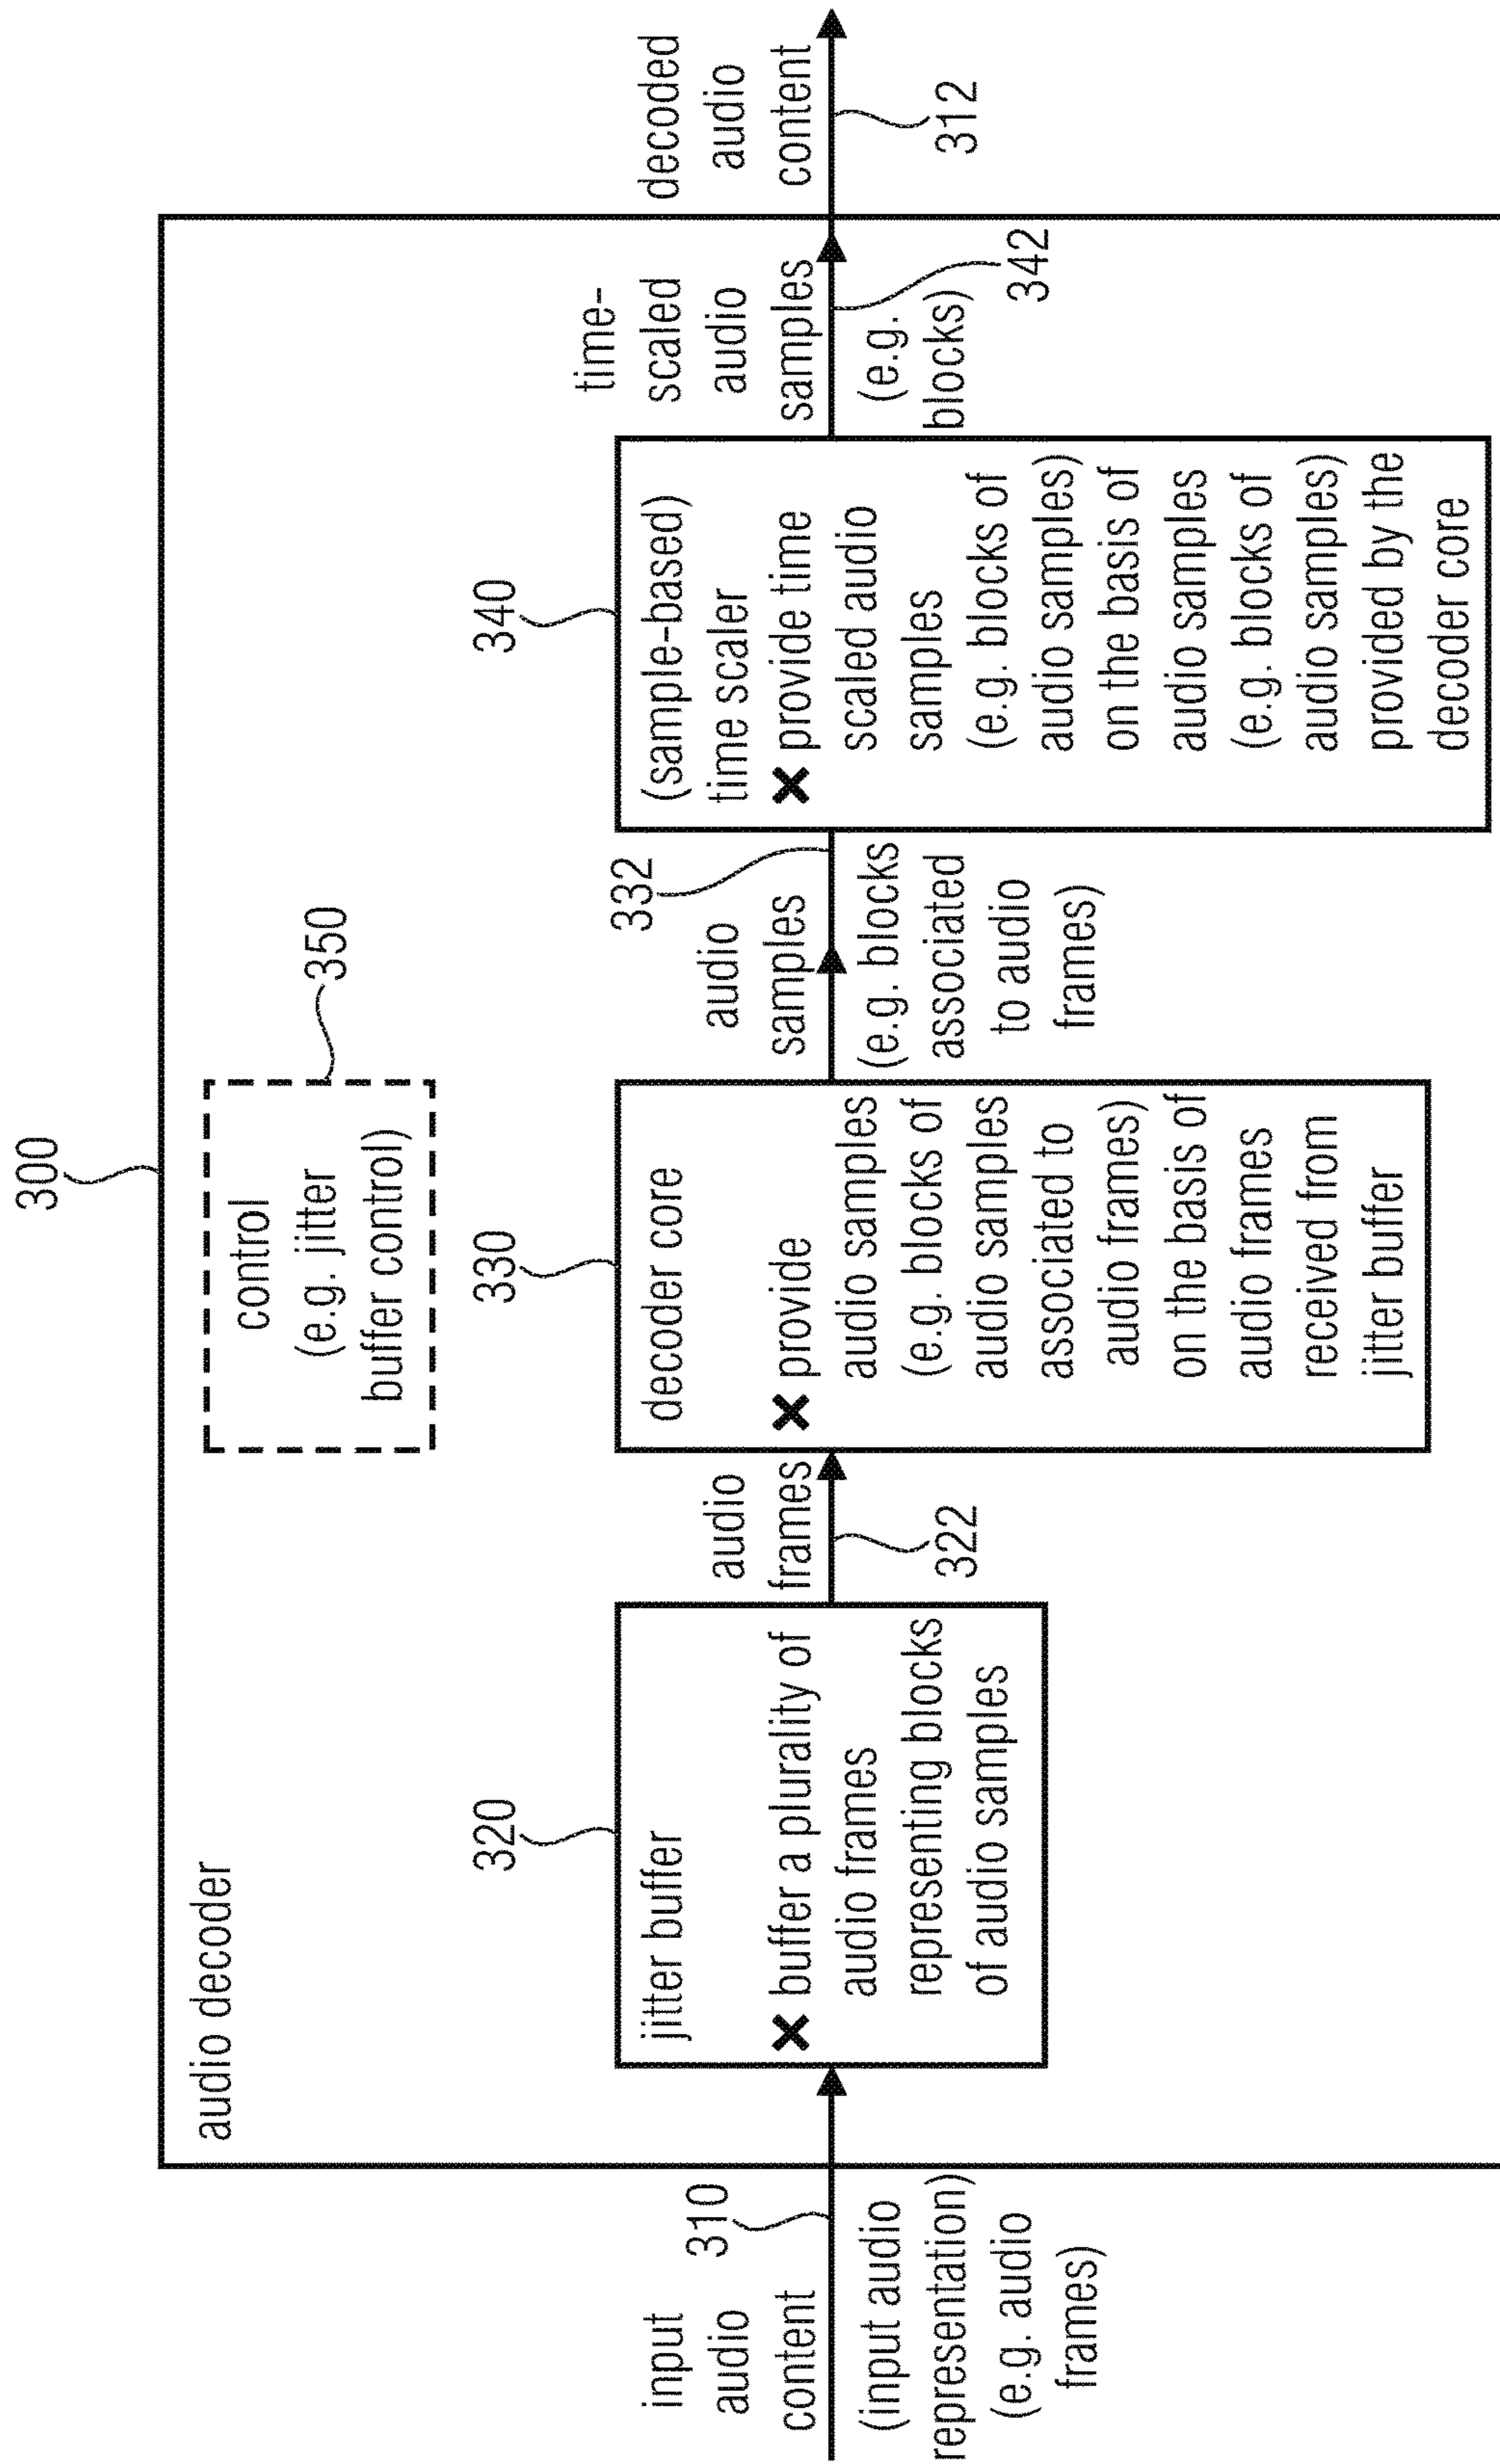 300
audio decoder
control
(e.g. jitter
buffer control)
350
input
audio
content
310
(input audio
representation)
(e.g. audio
frames)
320
jitter buffer
× buffer a plurality of
audio frames
representing blocks
of audio samples
audio
frames
322
330
decoder core
× provide
audio samples
(e.g. blocks of
audio samples
associated to
audio frames)
on the basis of
audio frames
received from
jitter buffer
332
audio
samples
(e.g. blocks
associated
to audio
frames)
340
(sample-based)
time scaler
× provide time
scaled audio
samples
(e.g. blocks of
audio samples)
on the basis of
audio samples
(e.g. blocks of
audio samples)
provided by the
decoder core
time-
scaled
audio
samples
(e.g.
blocks)
342
decoded
audio
content
312